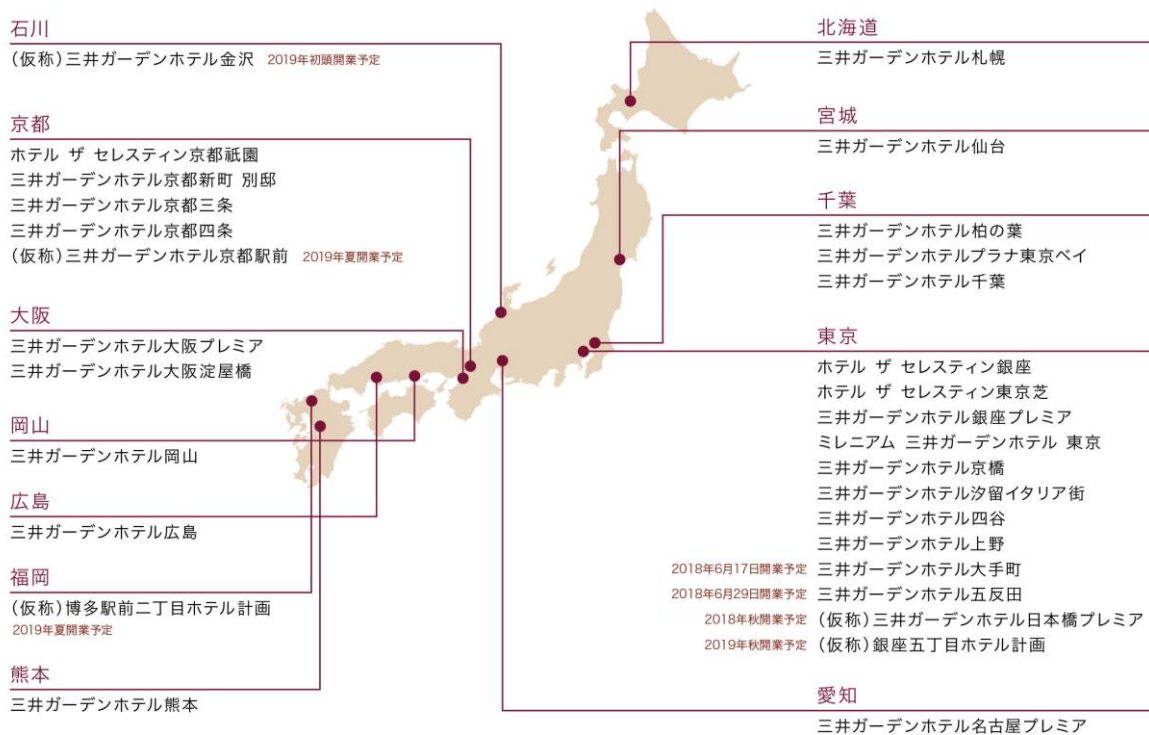 石川
(仮称)三井ガーデンホテル金沢 2019年初頭開業予定
京都
ホテル ザ セレスティン京都祇園
三井ガーデンホテル京都新町 別邸
三井ガーデンホテル京都三条
三井ガーデンホテル京都四条
(仮称)三井ガーデンホテル京都駅前 2019年夏開業予定
大阪
三井ガーデンホテル大阪プレミア
三井ガーデンホテル大阪淀屋橋
岡山
三井ガーデンホテル岡山
広島
三井ガーデンホテル広島
福岡
(仮称)博多駅前二丁目ホテル計画
2019年夏開業予定
熊本
三井ガーデンホテル熊本
北海道
三井ガーデンホテル札幌
宮城
三井ガーデンホテル仙台
千葉
三井ガーデンホテル柏の葉
三井ガーデンホテルプラナ東京ベイ
三井ガーデンホテル千葉
東京
ホテル ザ セレスティン銀座
ホテル ザ セレスティン東京芝
三井ガーデンホテル銀座プレミア
ミレニアム 三井ガーデンホテル 東京
三井ガーデンホテル京橋
三井ガーデンホテル汐留イタリア街
三井ガーデンホテル四谷
三井ガーデンホテル上野
2018年6月17日開業予定 三井ガーデンホテル大手町
2018年6月29日開業予定 三井ガーデンホテル五反田
2018年秋開業予定 (仮称)三井ガーデンホテル日本橋プレミア
2019年秋開業予定 (仮称)銀座五丁目ホテル計画
愛知
三井ガーデンホテル名古屋プレミア